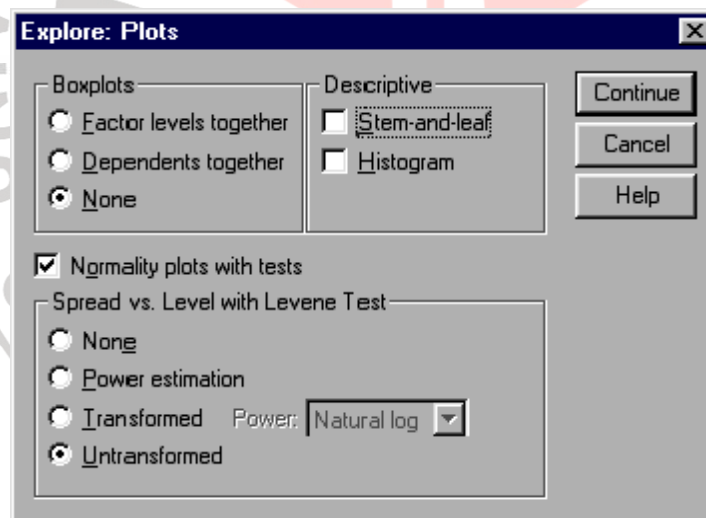 Explore: Plots
Boxplots
Factor levels together
Dependents together
None
Descriptive
Stem-and-leaf
Histogram
Continue
Cancel
Help
Normality plots with tests
Spread vs. Level with Levene Test
None
Power estimation
Transformed Power: Natural log
Untransformed